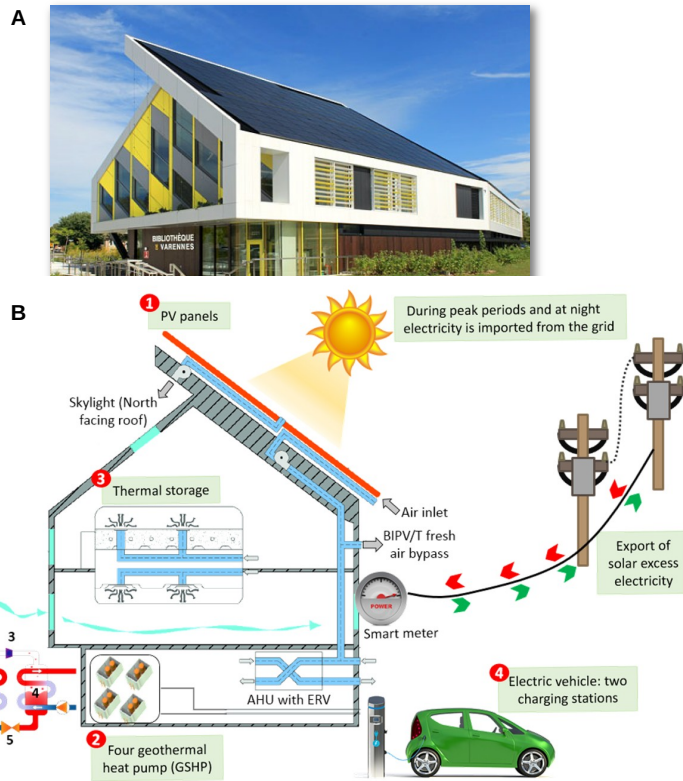 A
BIBLIOTHÈQUE
VARENNES
B
1
PV panels
During peak periods and at night
electricity is imported from the grid
Skylight (North
facing roof)
3
Thermal storage
Air inlet
BIPV/T fresh
air bypass
Export of
solar excess
electricity
POWER
Smart meter
3
4
5
AHU with ERV
4
Electric vehicle: two
charging stations
2
Four geothermal
heat pump (GSHP)